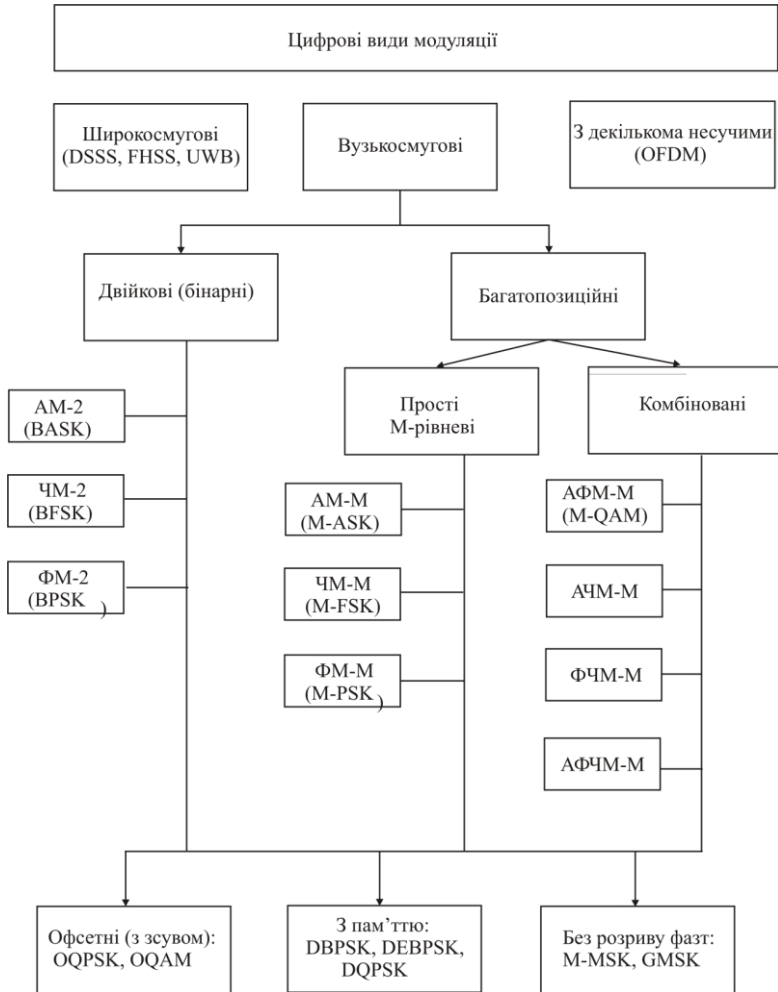 Цифрові види модуляції
Широкосмугові
(DSSS, FHSS, UWB)
Вузькосмугові
З декількома несучими
(OFDM)
Двійкові (бінарні)
Багатопозиційні
Прості
М-рівневі
Комбіновані
АМ-2
(BASK)
ЧМ-2
(BFSK)
ФМ-2
(BPSK )
АМ-М
(M-ASK)
ЧМ-М
(M-FSK)
ФМ-М
(M-PSK )
АФМ-М
(M-QAM)
АЧМ-М
ФЧМ-М
АФЧМ-М
Офсетні (з зсувом):
OQPSK, OQAM
З пам’ттю:
DBPSK, DEBPSK,
DQPSK
Без розриву фазт:
M-MSK, GMSK